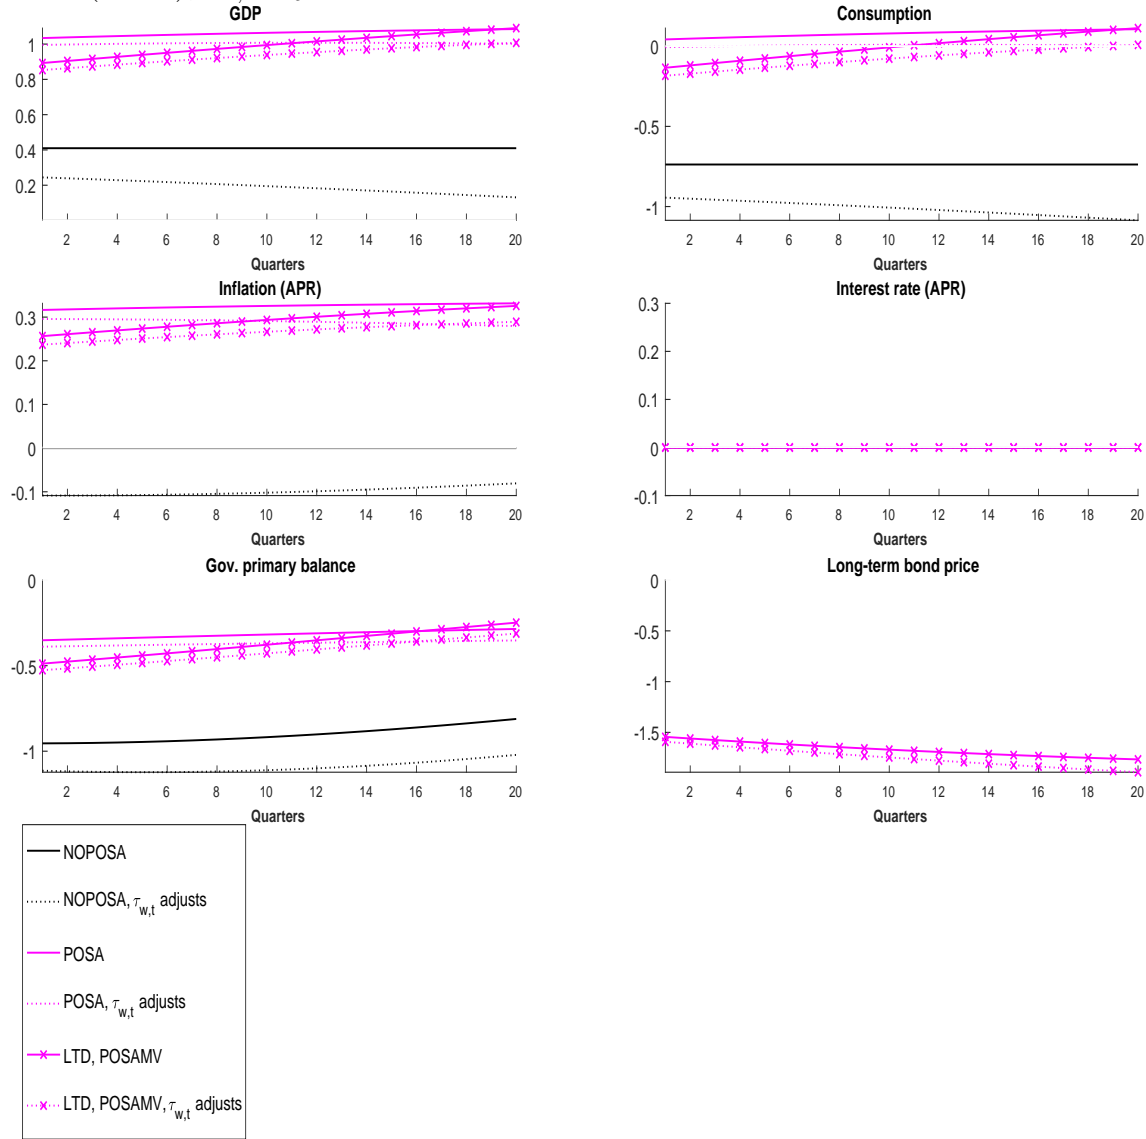 GDP
1
0.8
0.6
0.4
0.2
2 4 6 8 10 12 14 16 18 20
Quarters
Consumption
0
-0.5
-1
2 4 6 8 10 12 14 16 18 20
Quarters
Inflation (APR)
0.3
0.2
0.1
0
-0.1
2 4 6 8 10 12 14 16 18 20
Quarters
Interest rate (APR)
0.3
0.2
0.1
0
-0.1
2 4 6 8 10 12 14 16 18 20
Quarters
Gov. primary balance
0
-0.5
-1
2 4 6 8 10 12 14 16 18 20
Quarters
Long-term bond price
0
-0.5
-1
-1.5
2 4 6 8 10 12 14 16 18 20
Quarters
NOPOSA
NOPOSA, τw,t adjusts
POSA
POSA, τw,t adjusts
LTD, POSAMV
LTD, POSAMV, τw,t adjusts